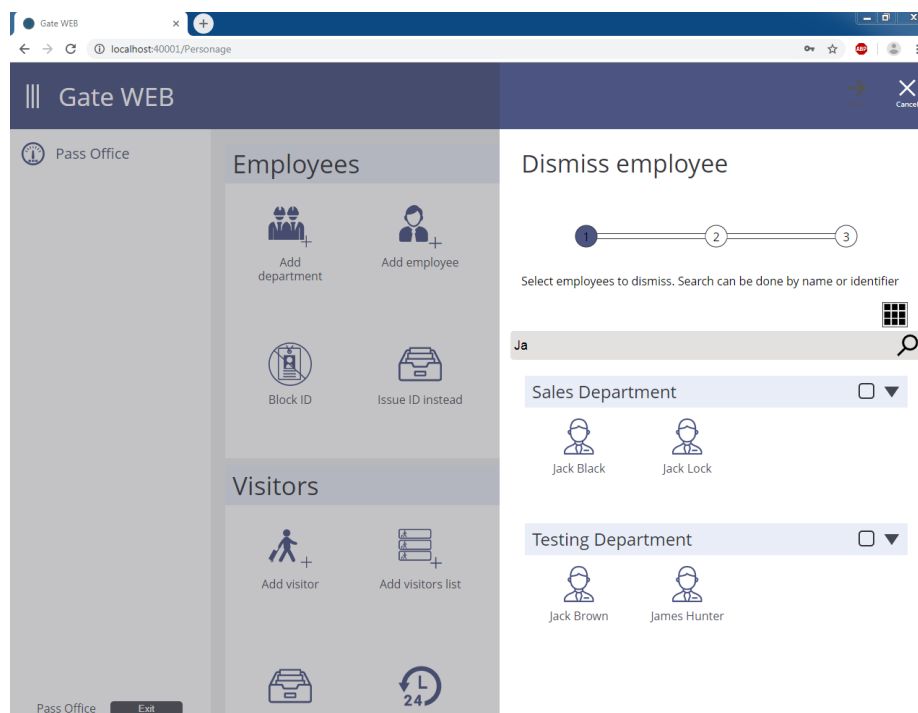 Gate WEB
localhost:40001/Personage
ABP
Gate WEB
Cancel
Pass Office
Employees
Add
department
Add employee
Block ID
Issue ID instead
Visitors
Add visitor
Add visitors list
24
Pass Office
Exit
Dismiss employee
1
2
3
Select employees to dismiss. Search can be done by name or identifier
Ja
Sales Department
Jack Black
Jack Lock
Testing Department
Jack Brown
James Hunter